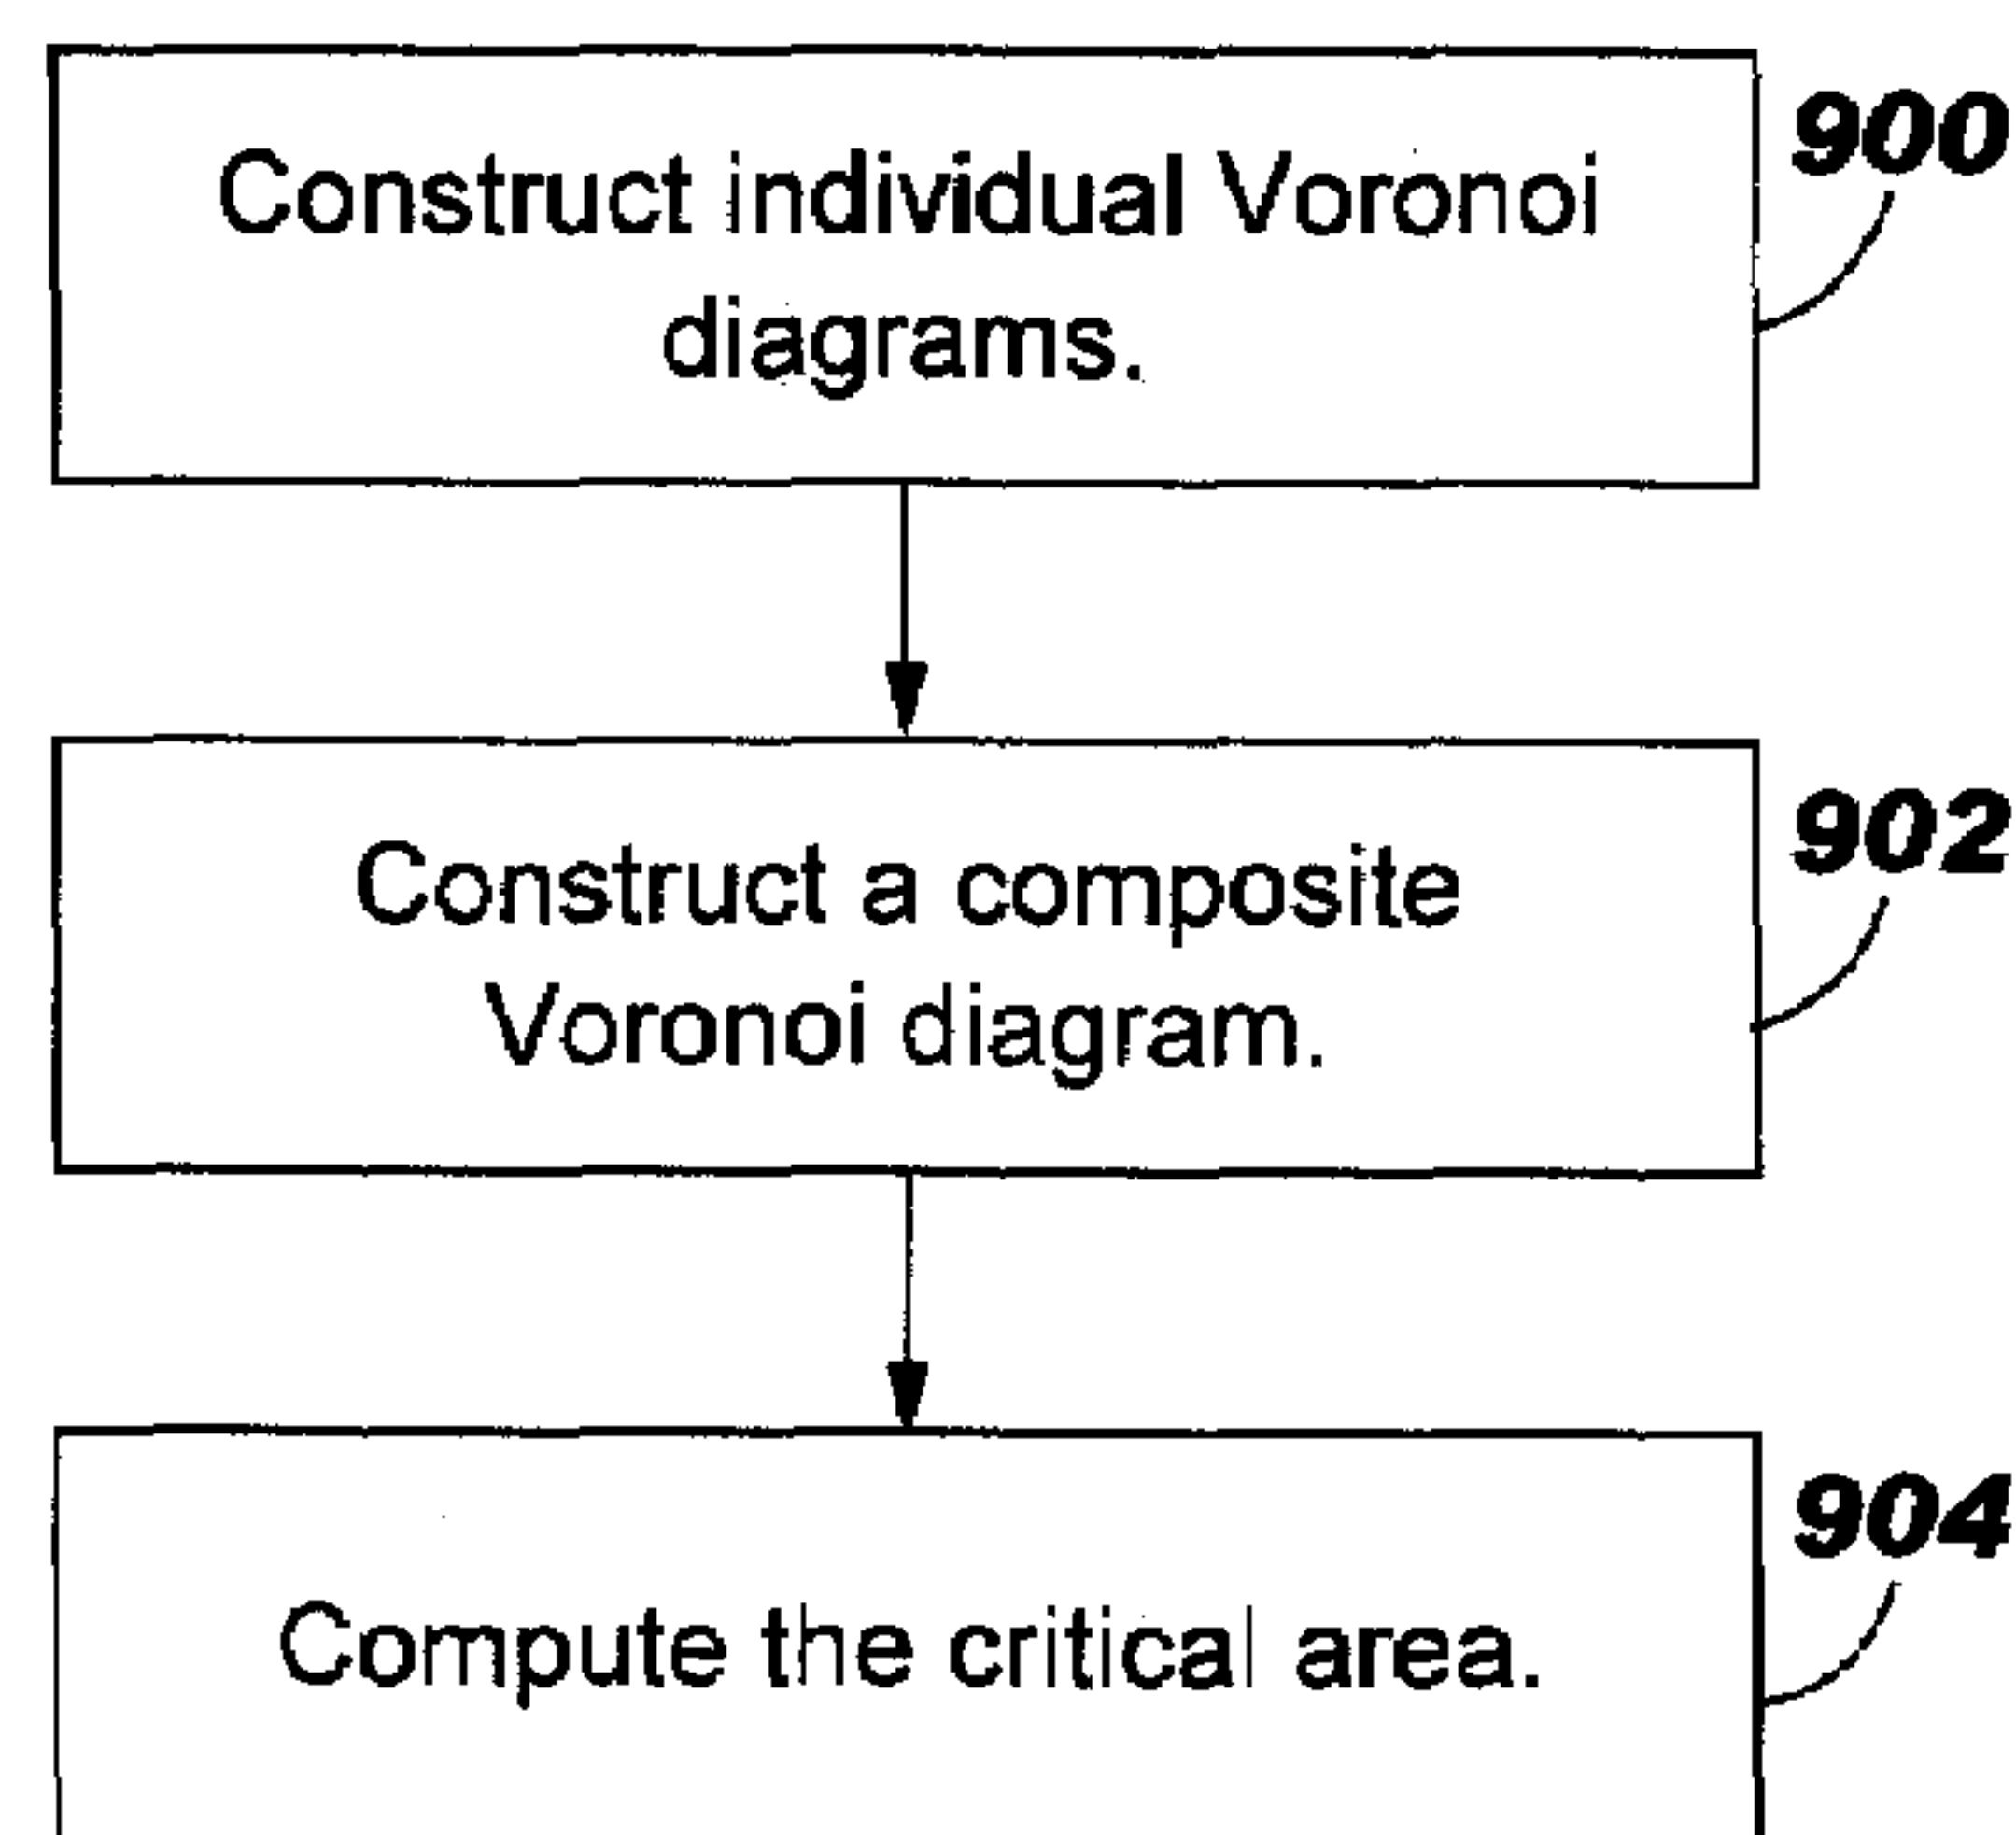 Construct individual Voronoi
diagrams.
900
Construct a composite
Voronoi diagram.
902
Compute the critical area.
904